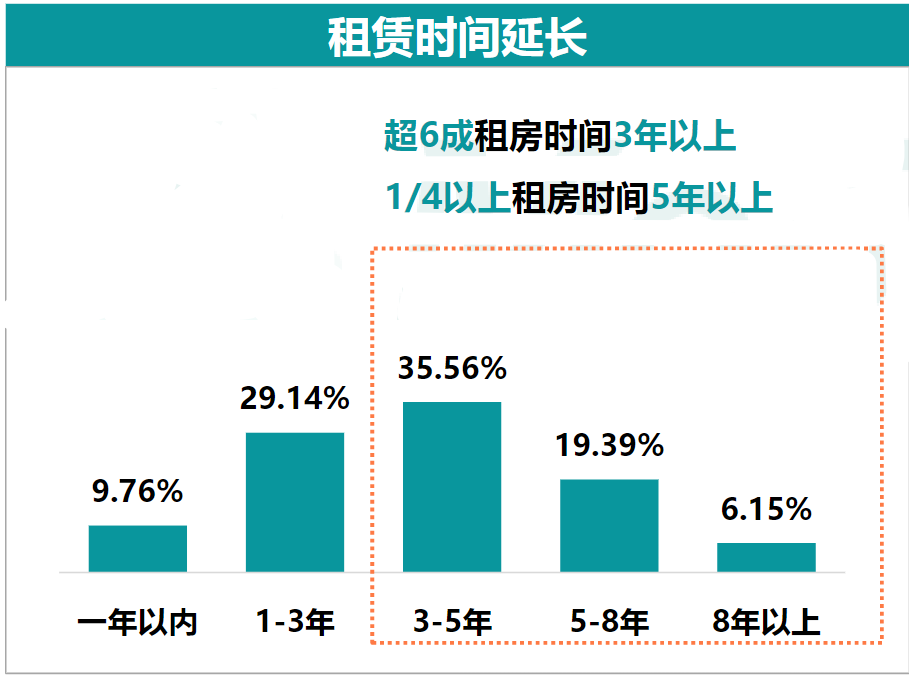 租赁时间延长
超6成租房时间3年以上
1/4以上租房时间5年以上
9.76%
29.14%
35.56%
19.39%
6.15%
一年以内
1-3年
3-5年
5-8年
8年以上